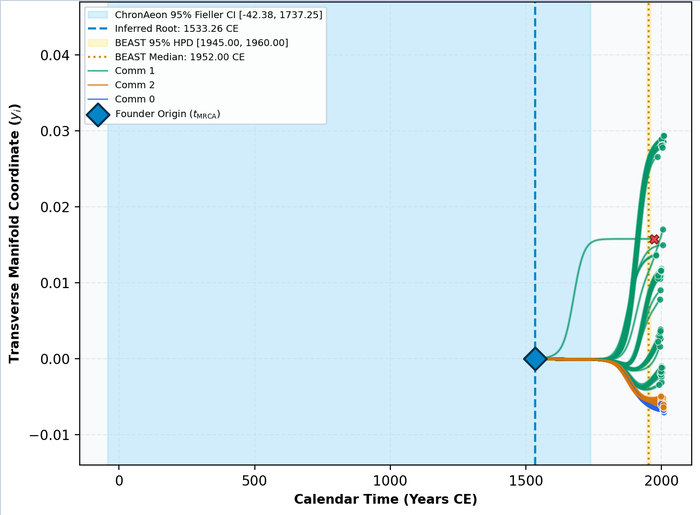 ChronAeon 95% Fieller CI [-42.38, 1737.25]
Inferred Root: 1533.26 CE
BEAST 95% HPD [1945.00, 1960.00]
BEAST Median: 1952.00 CE
Comm 1
Comm 2
Comm 0
Founder Origin (tMRCA)
Transverse Manifold Coordinate (yi)
0.04
0.03
0.02
0.01
0.00
−0.01
0 500 1000 1500 2000
Calendar Time (Years CE)